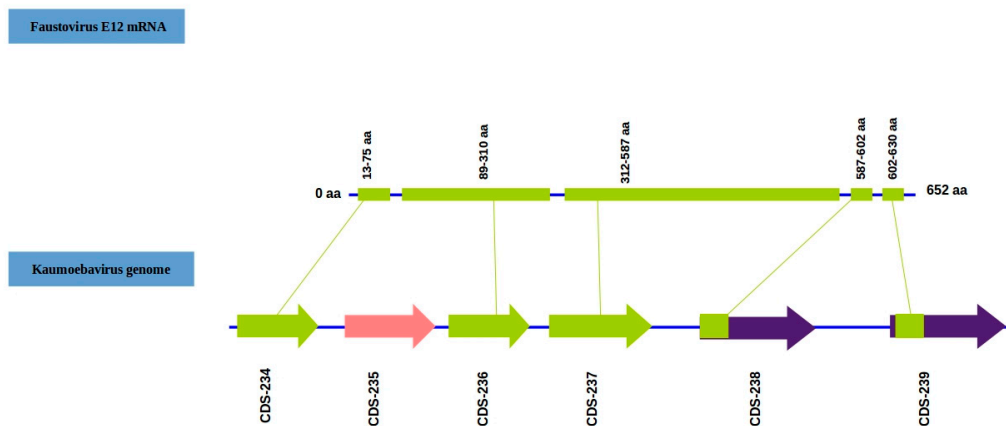 Faustovirus E12 mRNA
13-75 aa
89-310 aa
312-587 aa
587-602 aa
602-630 aa
0 aa
652 aa
Kaumoebavirus genome
CDS-234
CDS-235
CDS-236
CDS-237
CDS-238
CDS-239